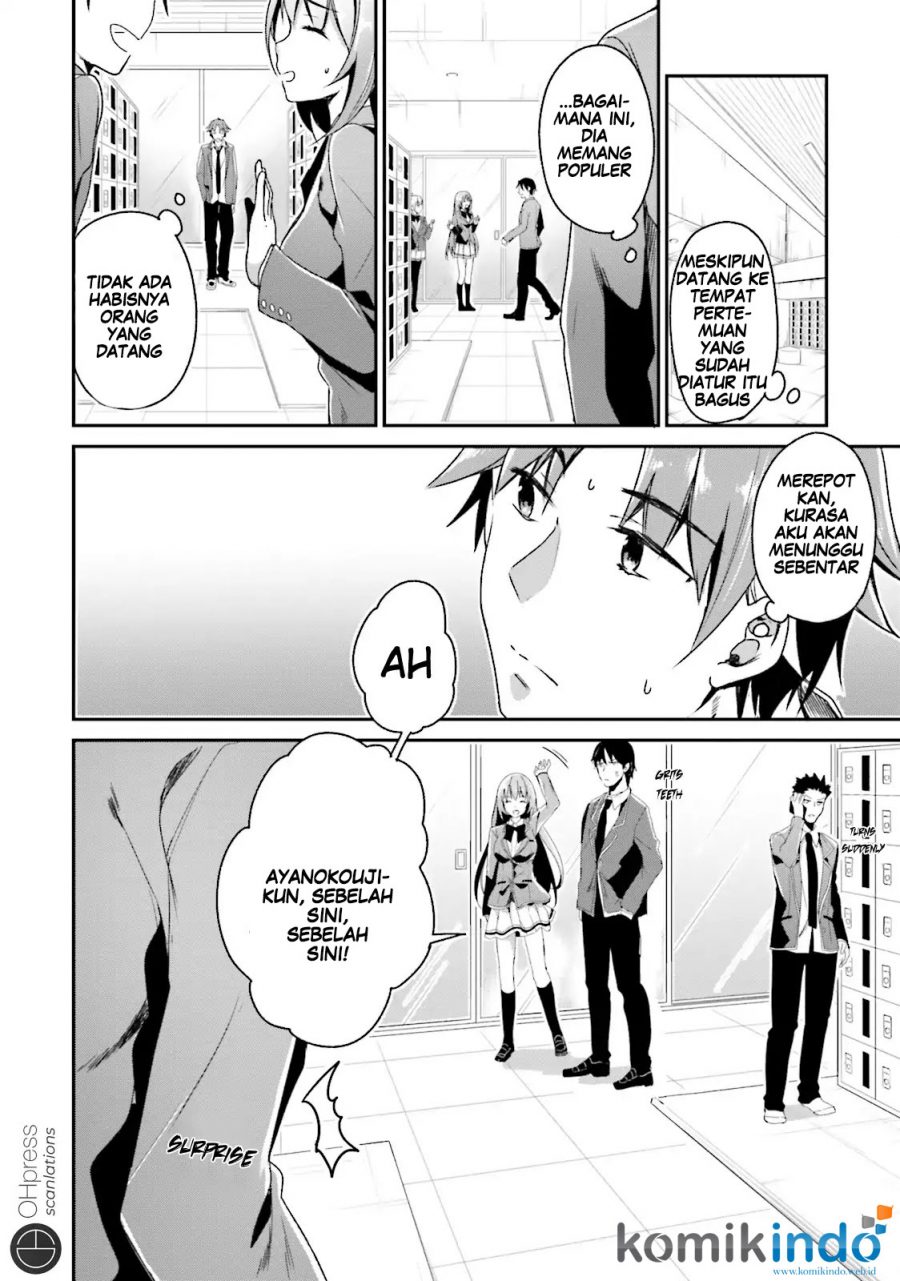 MESKIPUN
DATANG KE
TEMPAT
PERTE-
MUAN
YANG
SUDAH
DIATUR ITU
BAGUS
...BAGAI-
MANA INI,
DIA
MEMANG
POPULER
TIDAK ADA
HABISNYA
ORANG
YANG
DATANG
MEREPOT
KAN,
KURASA
AKU AKAN
MENUNGGU
SEBENTAR
AH
AYANOKOUJI-
KUN, SEBELAH
SINI,
SEBELAH
SINI!
GRITS
TEETH
TURNS
SUDDENLY
SURPRISE
OHpress
scanlations
komikindo
www.komikindo.web.id